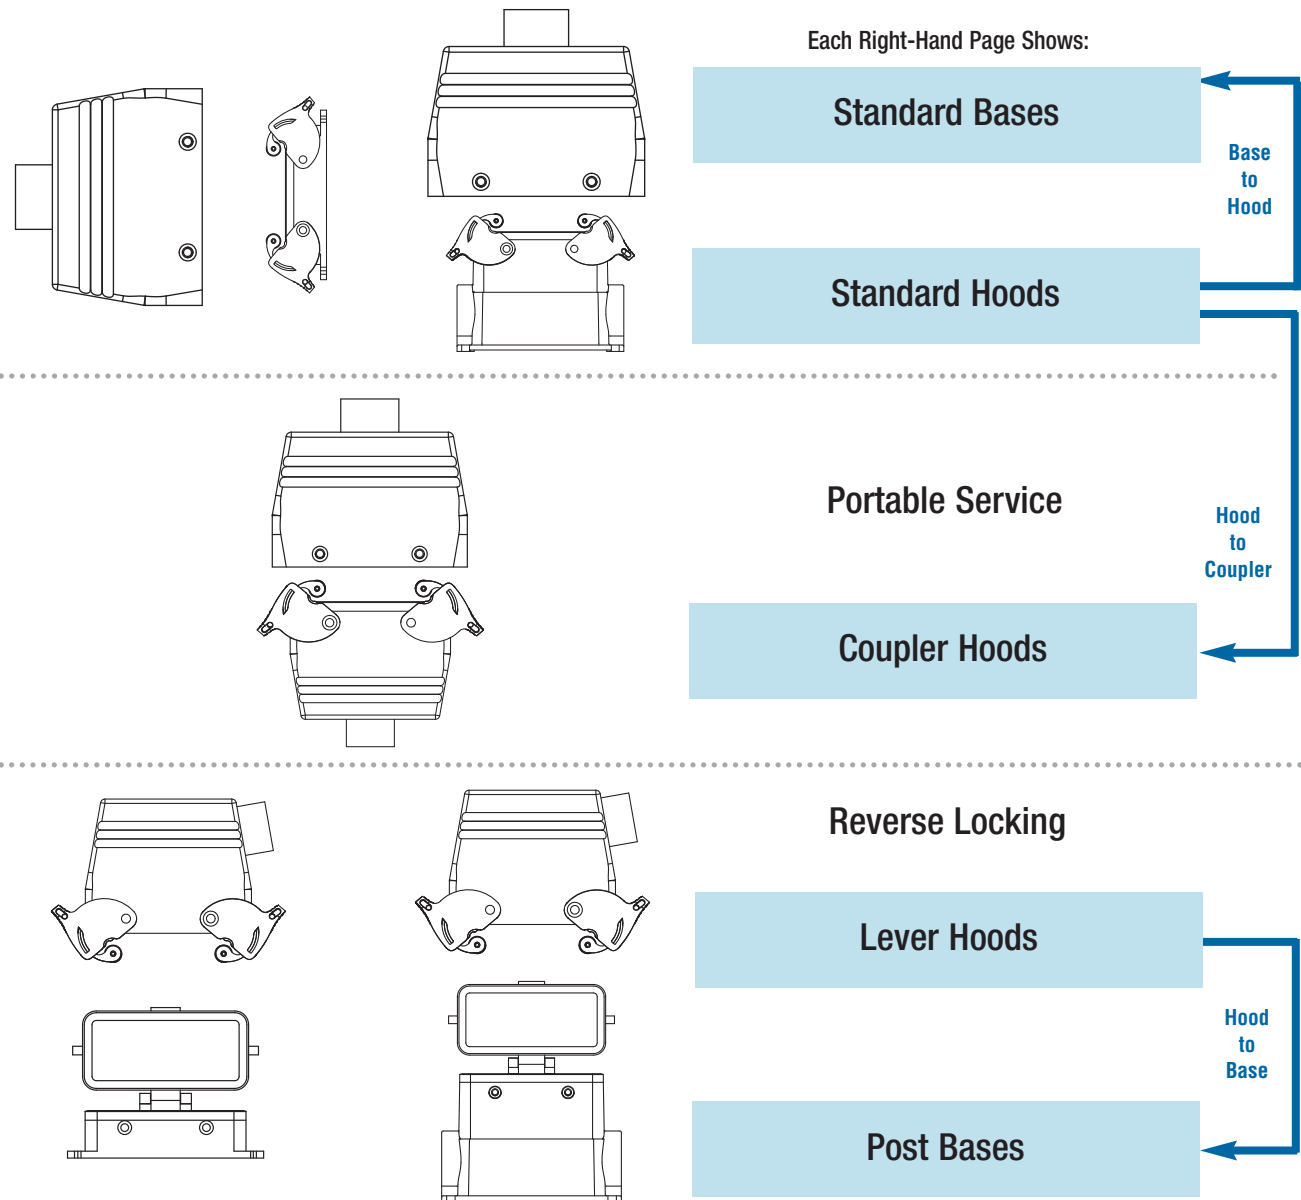 Each Right-Hand Page Shows:
Standard Bases
Base
to
Hood
Standard Hoods
Portable Service
Hood
to
Coupler
Coupler Hoods
Reverse Locking
Lever Hoods
Hood
to
Base
Post Bases